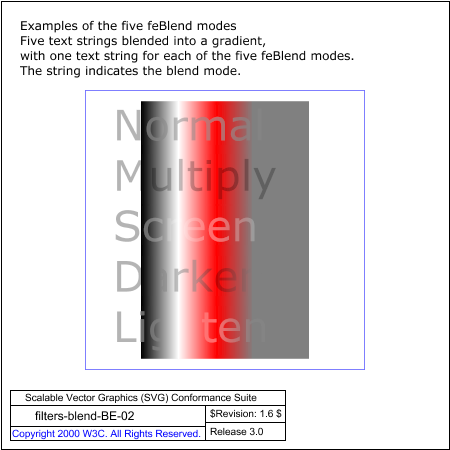 Examples of the five feBlend modes
Five text strings blended into a gradient,
with one text string for each of the five feBlend modes.
The string indicates the blend mode.
Normal
Multiply
Screen
Darken
Lighten
Scalable Vector Graphics (SVG) Conformance Suite
filters-blend-BE-02
$Revision: 1.6 $
Copyright 2000 W3C. All Rights Reserved.
Release 3.0